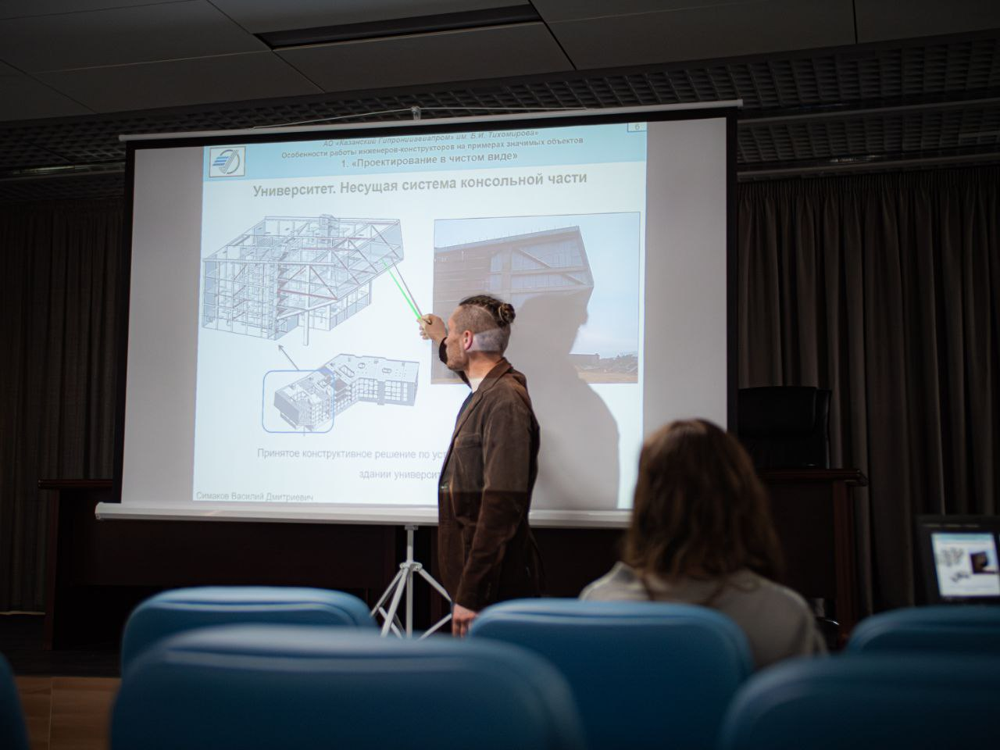 6
АО «Казанский Гипронииавиапром» им. Б.И. Тихомирова»
Особенности работы инженеров-конструкторов на примерах значимых объектов
1. «Проектирование в чистом виде»
Университет. Несущая система консольной части
Принятое конструктивное решение по уст
здании университ
Симаков Василий Дмитриевич